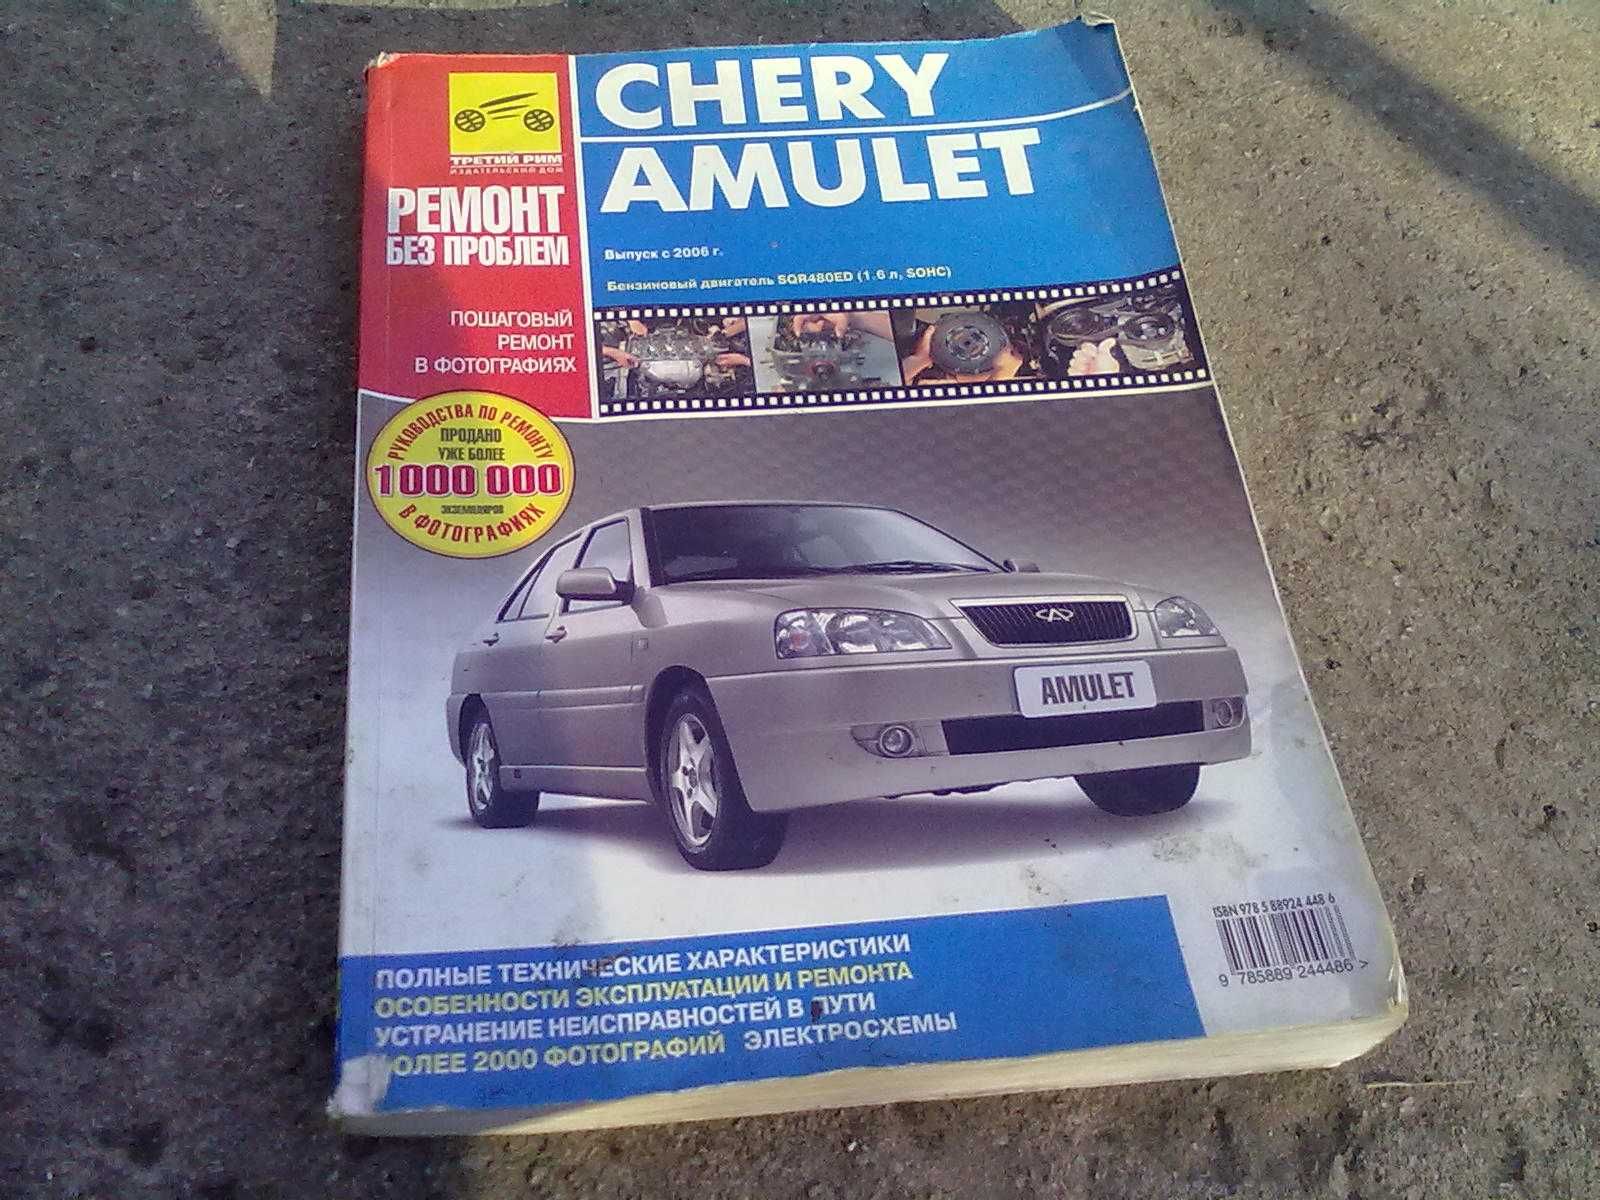 ТРЕТИЙ РИМ
ИЗДАТЕЛЬСКИЙ ДОМ
РЕМОНТ
БЕЗ ПРОБЛЕМ
ПОШАГОВЫЙ
РЕМОНТ
В ФОТОГРАФИЯХ
CHERY
AMULET
Выпуск с 2006 г.
Бензиновый двигатель SQR480ED (1.6 л, SOHC)
РУКОВОДСТВА ПО РЕМОНТУ
ПРОДАНО
УЖЕ БОЛЕЕ
1 000 000
ЭКЗЕМПЛЯРОВ
В ФОТОГРАФИЯХ
AMULET
ISBN 978 5 88924 448 6
9 785889 244486 >
ПОЛНЫЕ ТЕХНИЧЕСКИЕ ХАРАКТЕРИСТИКИ
ОСОБЕННОСТИ ЭКСПЛУАТАЦИИ И РЕМОНТА
УСТРАНЕНИЕ НЕИСПРАВНОСТЕЙ В ПУТИ
БОЛЕЕ 2000 ФОТОГРАФИЙ ЭЛЕКТРОСХЕМЫ